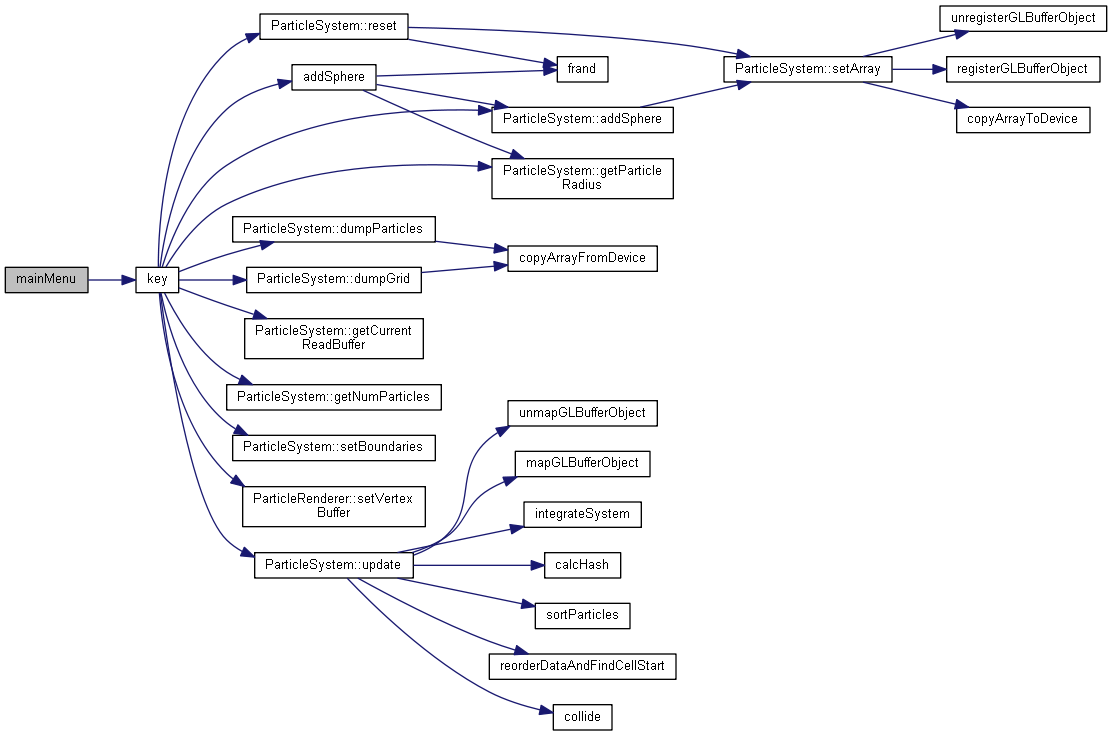 mainMenu
key
ParticleSystem::reset
addSphere
ParticleSystem::dumpParticles
ParticleSystem::dumpGrid
ParticleSystem::getCurrent
ReadBuffer
ParticleSystem::getNumParticles
ParticleSystem::setBoundaries
ParticleRenderer::setVertex
Buffer
ParticleSystem::update
frand
ParticleSystem::addSphere
ParticleSystem::getParticle
Radius
copyArrayFromDevice
unmapGLBufferObject
mapGLBufferObject
integrateSystem
calcHash
sortParticles
reorderDataAndFindCellStart
collide
ParticleSystem::setArray
unregisterGLBufferObject
registerGLBufferObject
copyArrayToDevice